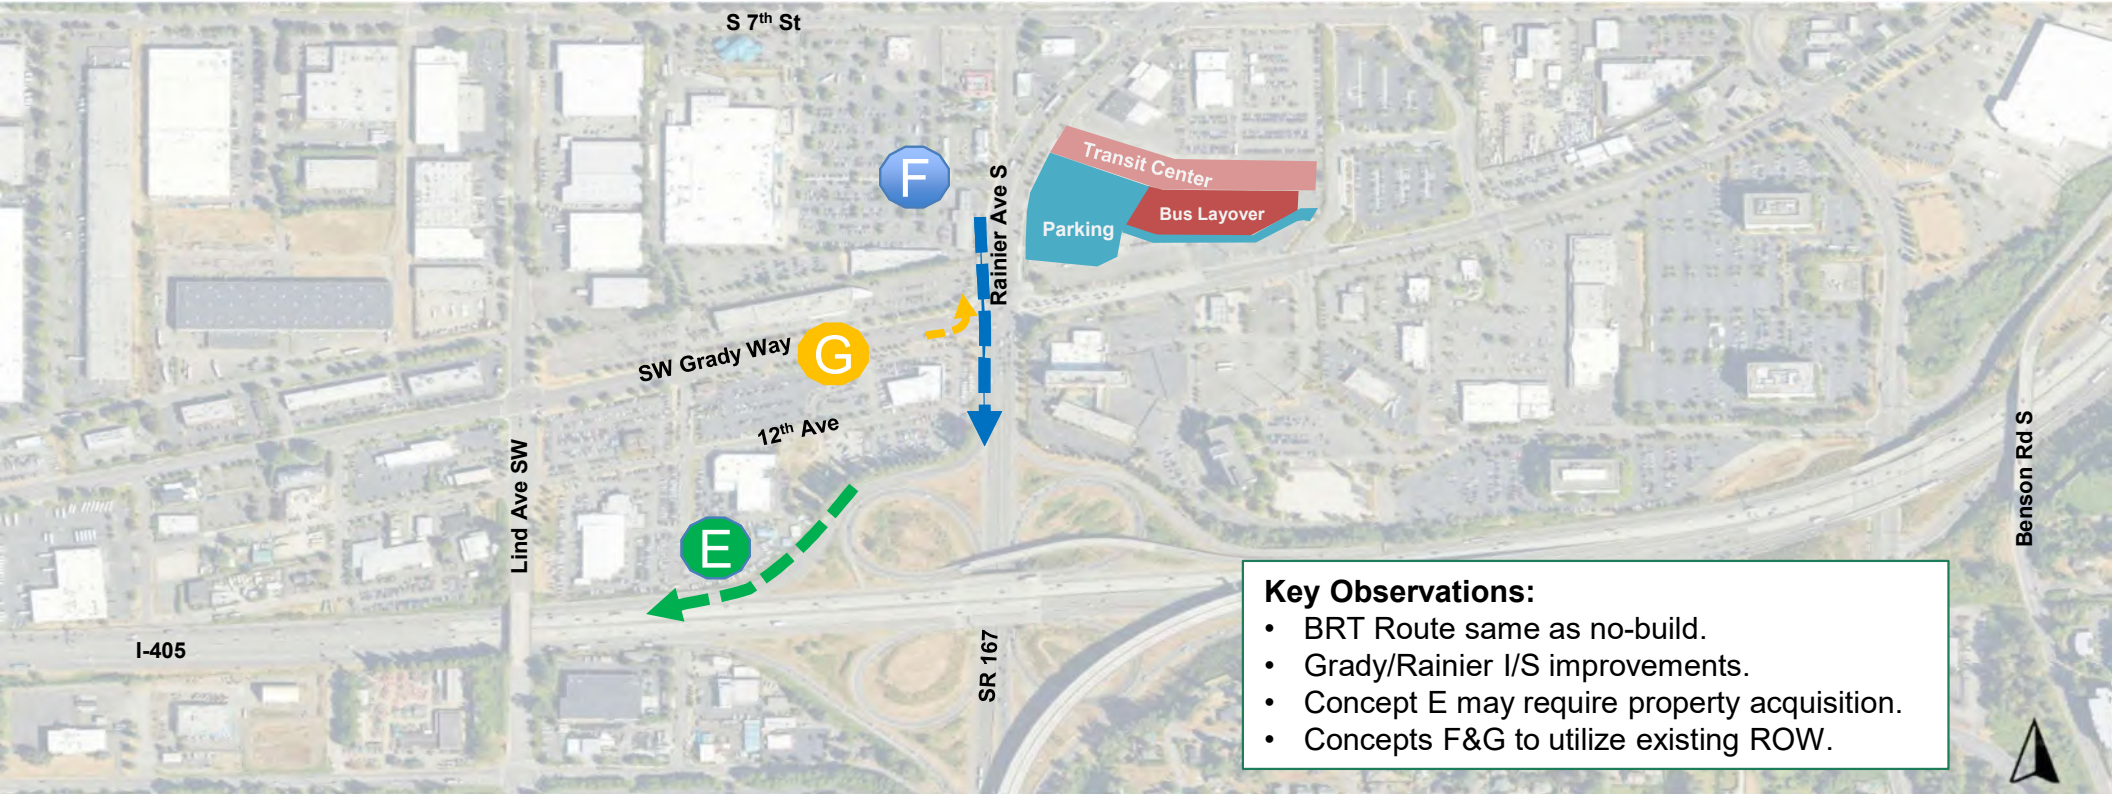 S 7th St
F
Rainier Ave S
Transit Center
Parking
Bus Layover
SW Grady Way
G
12th Ave
Lind Ave SW
E
Benson Rd S
I-405
SR 167
Key Observations:
• BRT Route same as no-build.
• Grady/Rainier I/S improvements.
• Concept E may require property acquisition.
• Concepts F&G to utilize existing ROW.